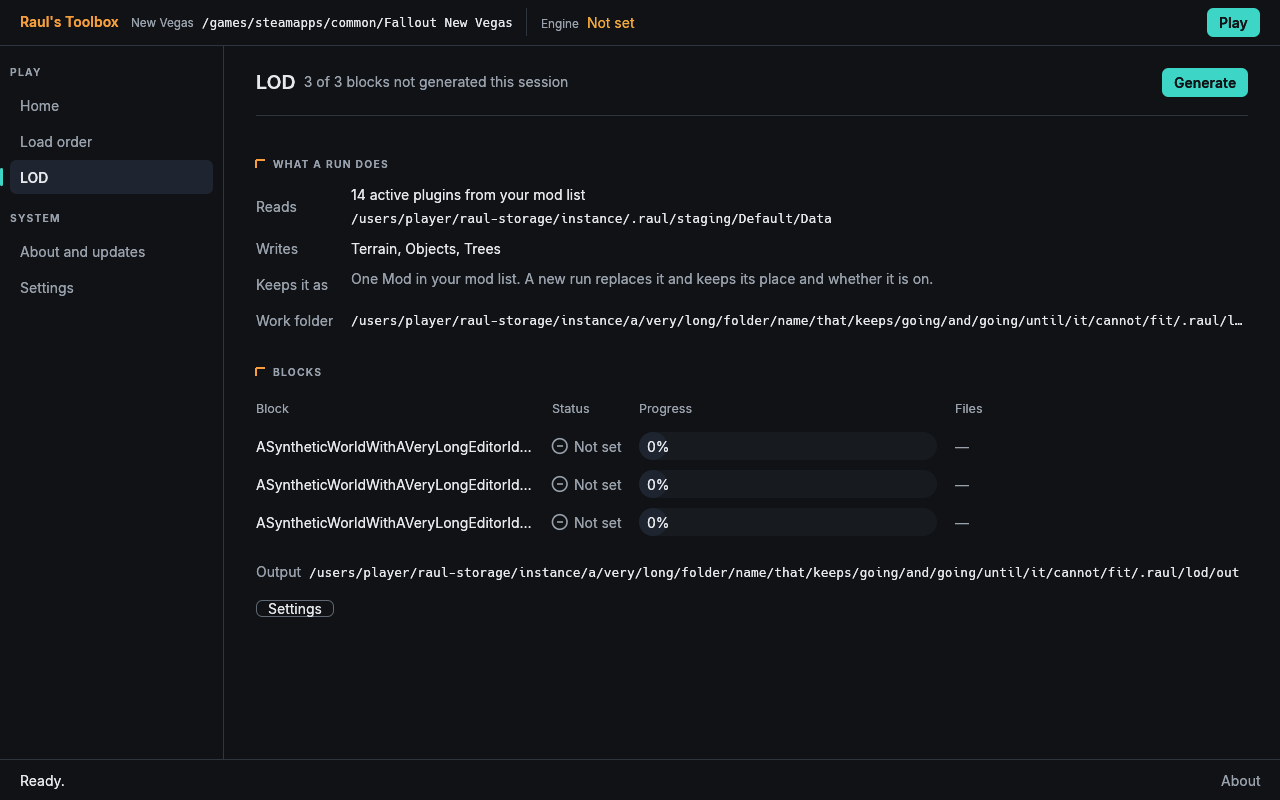 Raul's Toolbox New Vegas /games/steamapps/common/Fallout New Vegas Engine Not set Play
PLAY
Home
Load order
LOD
SYSTEM
About and updates
Settings
LOD 3 of 3 blocks not generated this session Generate
WHAT A RUN DOES
Reads 14 active plugins from your mod list
/users/player/raul-storage/instance/.raul/staging/Default/Data
Writes Terrain, Objects, Trees
Keeps it as One Mod in your mod list. A new run replaces it and keeps its place and whether it is on.
Work folder /users/player/raul-storage/instance/a/very/long/folder/name/that/keeps/going/and/going/until/it/cannot/fit/.raul/l…
BLOCKS
Block Status Progress Files
ASyntheticWorldWithAVeryLongEditorId… Not set 0% —
ASyntheticWorldWithAVeryLongEditorId… Not set 0% —
ASyntheticWorldWithAVeryLongEditorId… Not set 0% —
Output /users/player/raul-storage/instance/a/very/long/folder/name/that/keeps/going/and/going/until/it/cannot/fit/.raul/lod/out
Settings
Ready. About